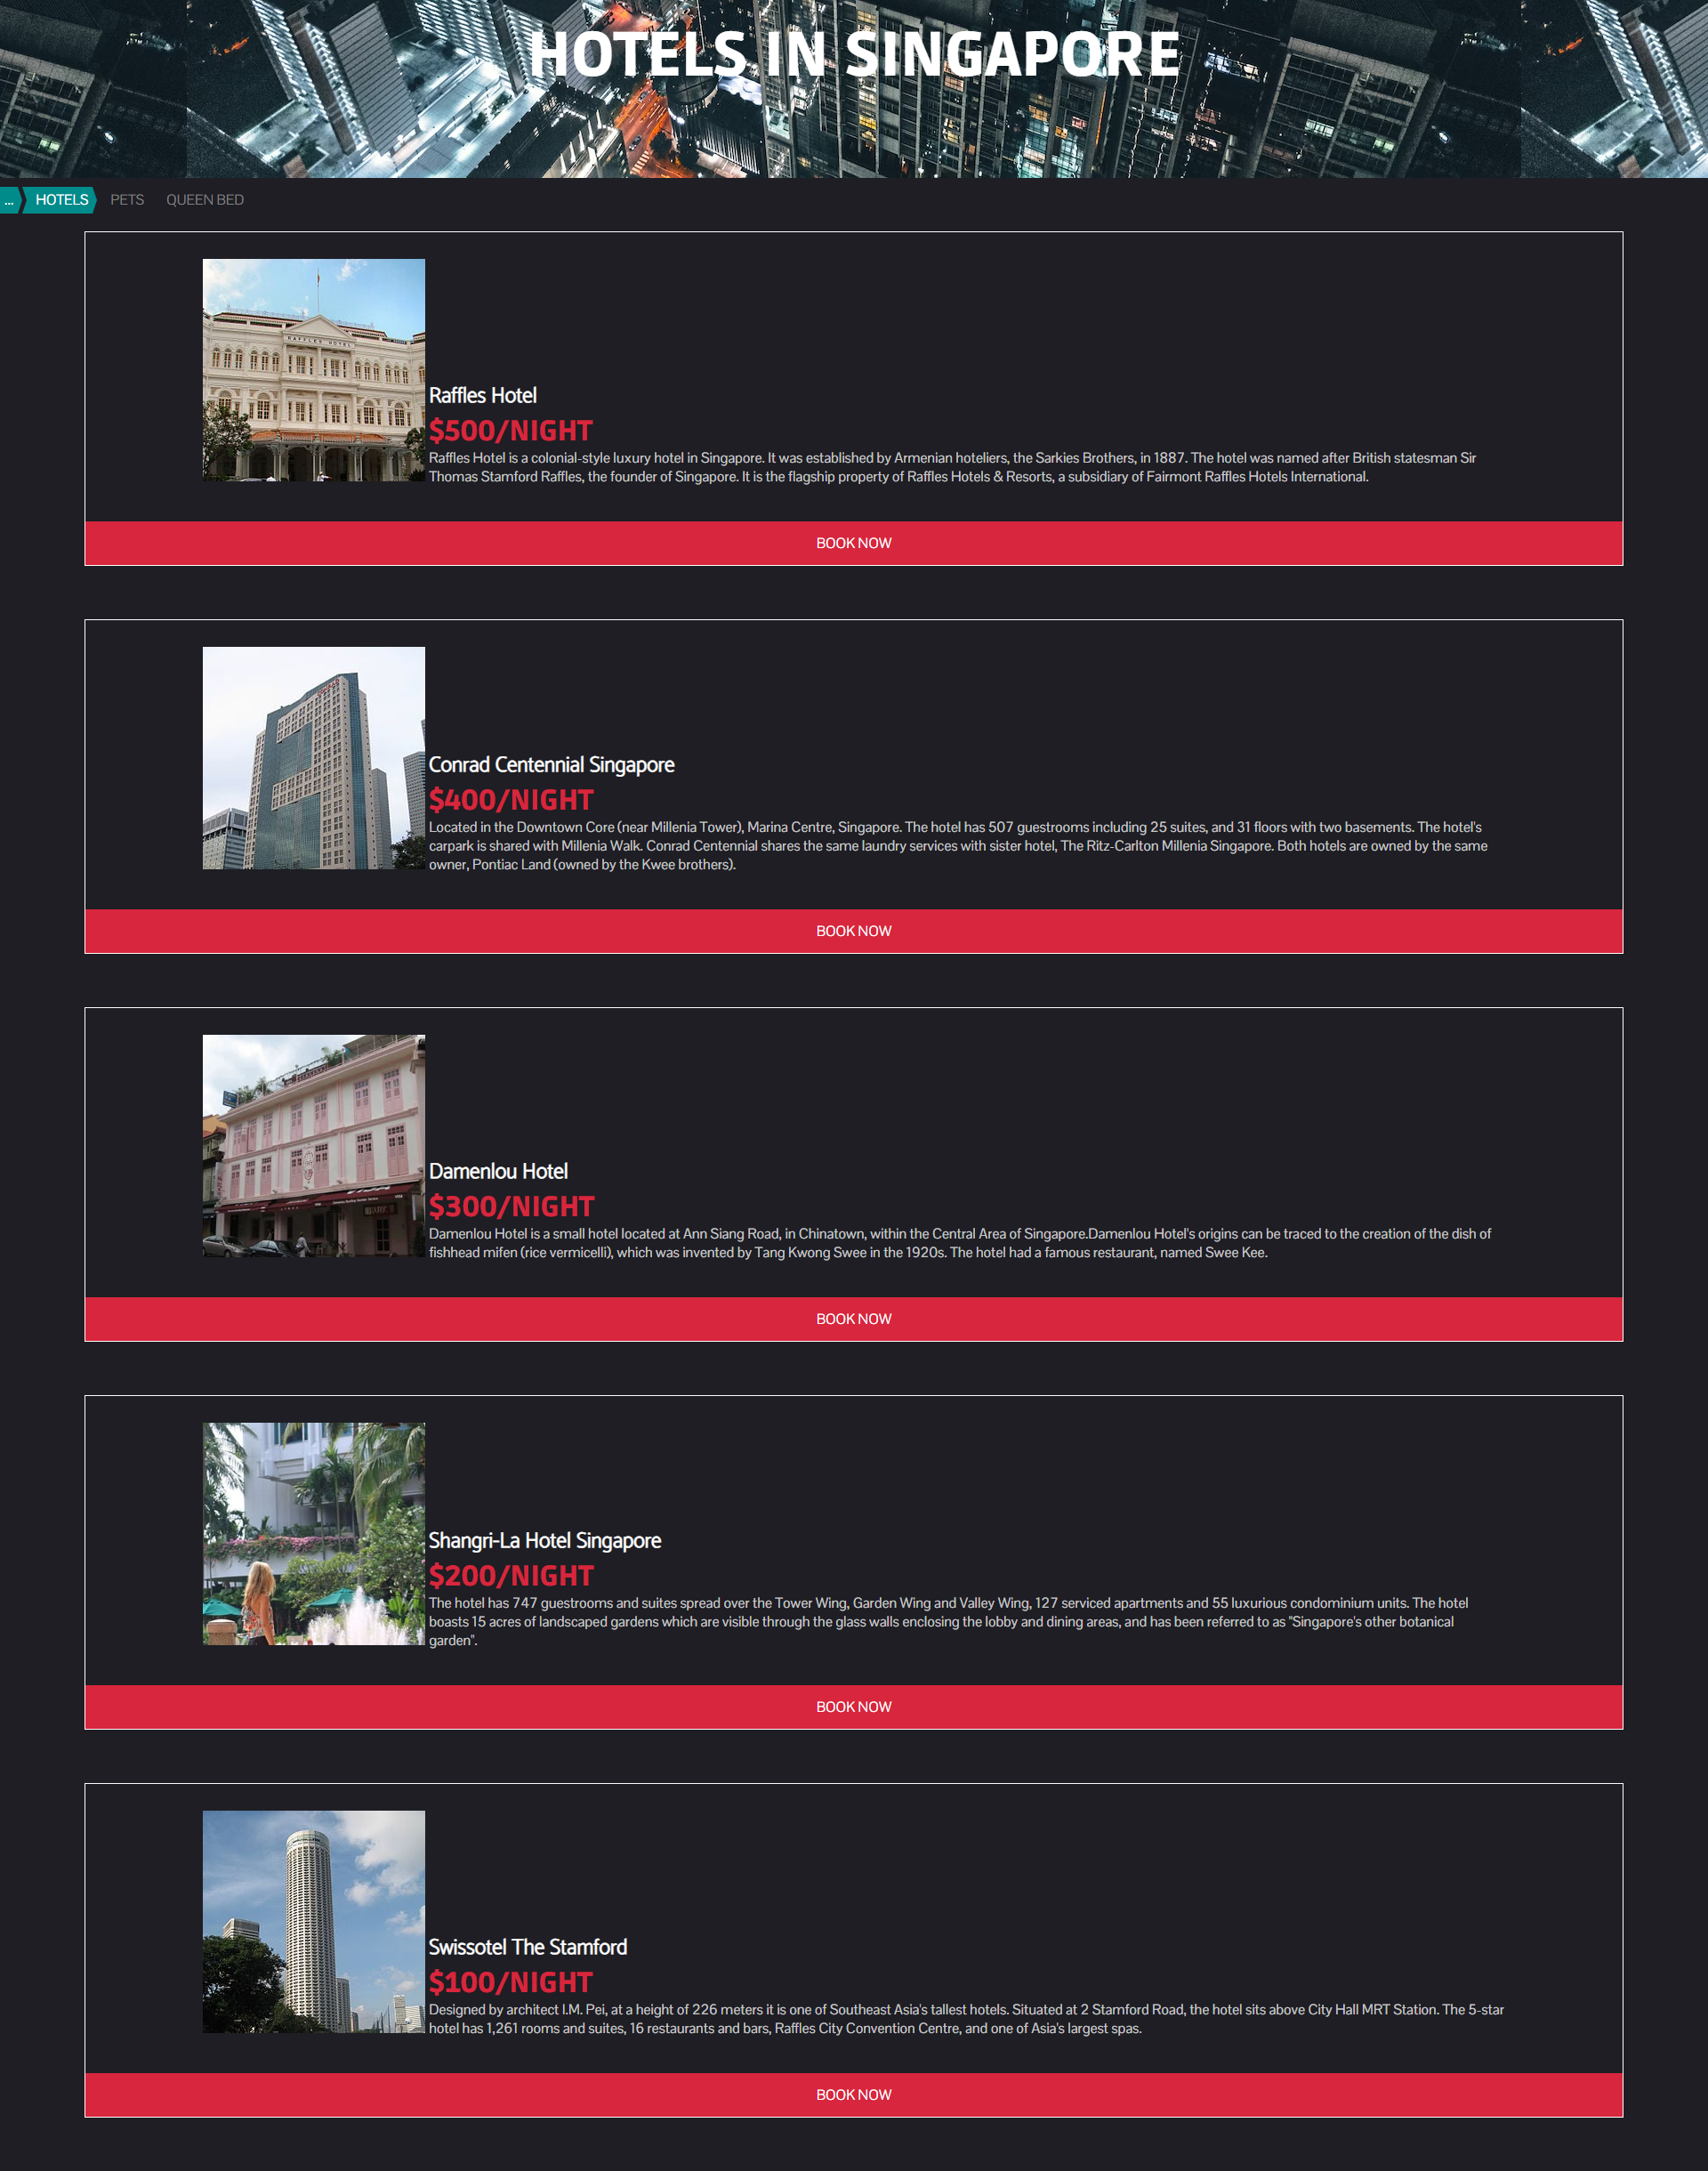 HOTELS IN SINGAPORE
... HOTELS PETS QUEEN BED
RAFFLES HOTEL
Raffles Hotel
$500/NIGHT
Raffles Hotel is a colonial-style luxury hotel in Singapore. It was established by Armenian hoteliers, the Sarkies Brothers, in 1887. The hotel was named after British statesman Sir
Thomas Stamford Raffles, the founder of Singapore. It is the flagship property of Raffles Hotels & Resorts, a subsidiary of Fairmont Raffles Hotels International.
BOOK NOW
Conrad Centennial Singapore
$400/NIGHT
Located in the Downtown Core (near Millenia Tower), Marina Centre, Singapore. The hotel has 507 guestrooms including 25 suites, and 31 floors with two basements. The hotel's
carpark is shared with Millenia Walk. Conrad Centennial shares the same laundry services with sister hotel, The Ritz-Carlton Millenia Singapore. Both hotels are owned by the same
owner, Pontiac Land (owned by the Kwee brothers).
BOOK NOW
Damenlou Hotel
$300/NIGHT
Damenlou Hotel is a small hotel located at Ann Siang Road, in Chinatown, within the Central Area of Singapore.Damenlou Hotel's origins can be traced to the creation of the dish of
fishhead mifen (rice vermicelli), which was invented by Tang Kwong Swee in the 1920s. The hotel had a famous restaurant, named Swee Kee.
BOOK NOW
Shangri-La Hotel Singapore
$200/NIGHT
The hotel has 747 guestrooms and suites spread over the Tower Wing, Garden Wing and Valley Wing, 127 serviced apartments and 55 luxurious condominium units. The hotel
boasts 15 acres of landscaped gardens which are visible through the glass walls enclosing the lobby and dining areas, and has been referred to as "Singapore's other botanical
garden".
BOOK NOW
Swissotel The Stamford
$100/NIGHT
Designed by architect I.M. Pei, at a height of 226 meters it is one of Southeast Asia's tallest hotels. Situated at 2 Stamford Road, the hotel sits above City Hall MRT Station. The 5-star
hotel has 1,261 rooms and suites, 16 restaurants and bars, Raffles City Convention Centre, and one of Asia's largest spas.
BOOK NOW